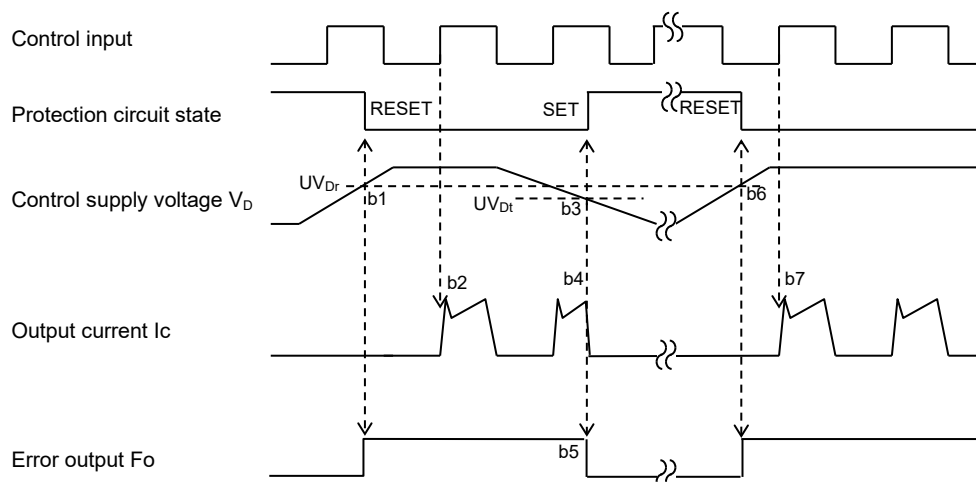 Control input
RESET
SET
RESET
Protection circuit state
UVDr
b1
b6
Control supply voltage VD
UVDt
b3
b2
b4
b7
Output current Ic
b5
Error output Fo